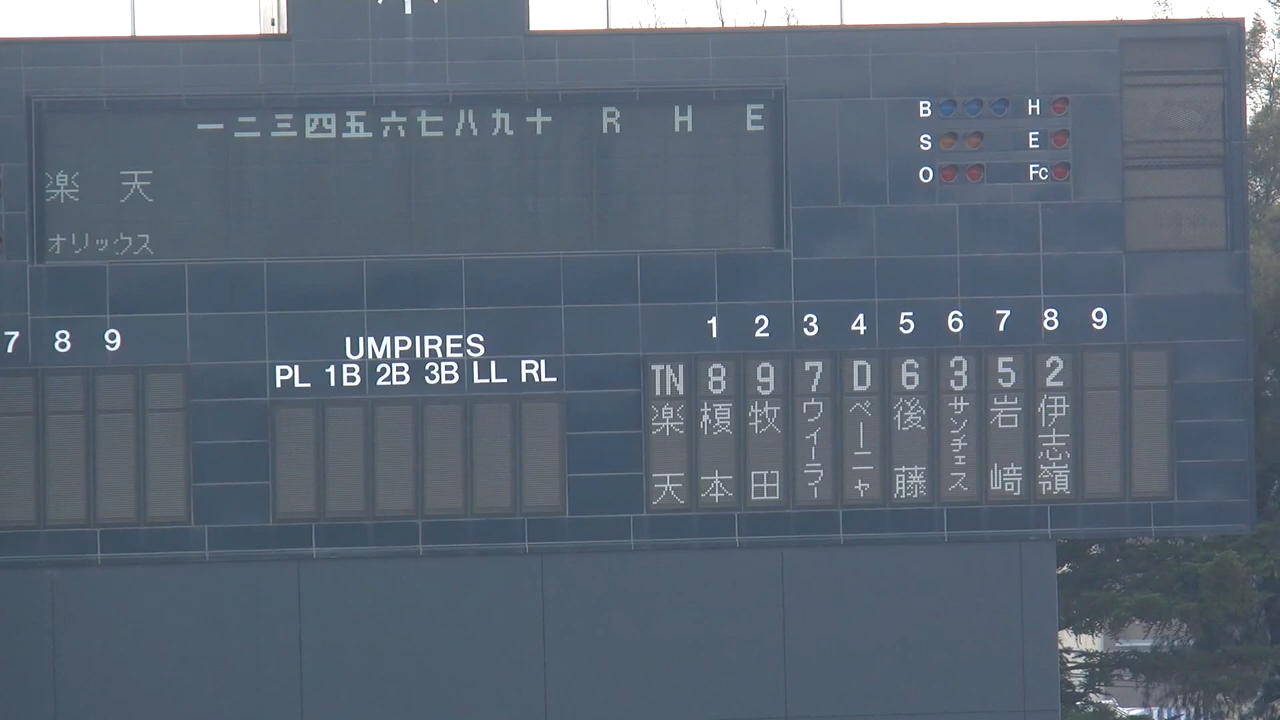 一 二 三 四 五 六 七 八 九 十 R H E
楽天
オリックス
B H
S E
O Fc
7 8 9
UMPIRES
PL 1B 2B 3B LL RL
1 2 3 4 5 6 7 8 9
TN 8 9 7 D 6 3 5 2
楽天 榎本 牧田 ウィーラー ペーニャ 後藤 サンチェス 岩崎 伊志嶺